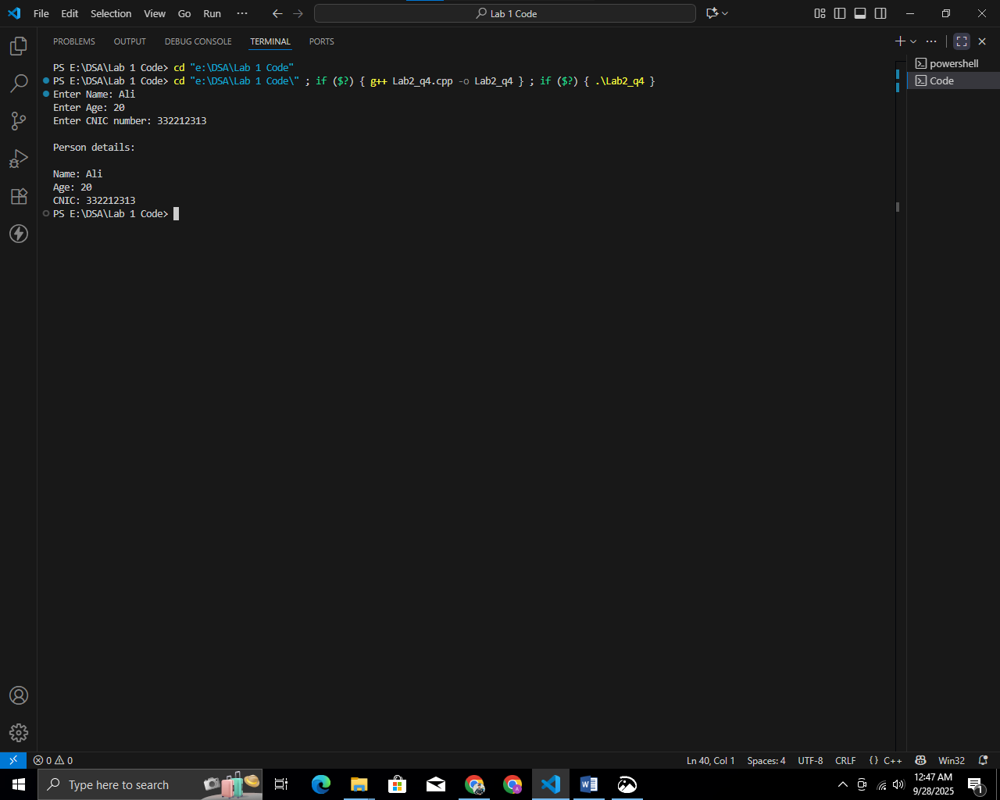 File Edit Selection View Go Run ··· Lab 1 Code
PROBLEMS OUTPUT DEBUG CONSOLE TERMINAL PORTS
PS E:\DSA\Lab 1 Code> cd "e:\DSA\Lab 1 Code"
PS E:\DSA\Lab 1 Code> cd "e:\DSA\Lab 1 Code\" ; if ($?) { g++ Lab2_q4.cpp -o Lab2_q4 } ; if ($?) { .\Lab2_q4 }
Enter Name: Ali
Enter Age: 20
Enter CNIC number: 332212313
Person details:
Name: Ali
Age: 20
CNIC: 332212313
PS E:\DSA\Lab 1 Code>
powershell
Code
0 0 Ln 40, Col 1 Spaces: 4 UTF-8 CRLF {} C++ Win32
Type here to search
12:47 AM
9/28/2025
1